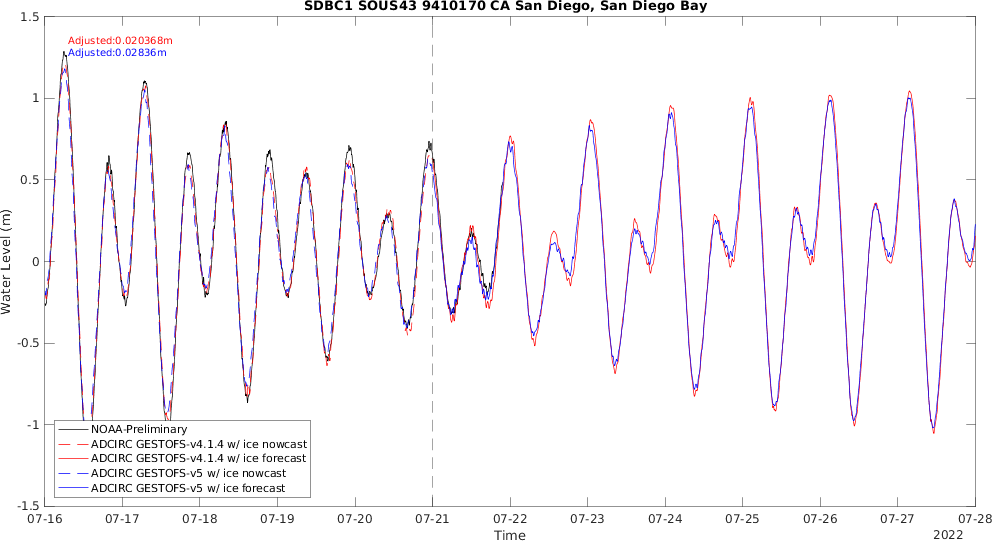 SDBC1 SOUS43 9410170 CA San Diego, San Diego Bay
Adjusted:0.020368m
Adjusted:0.02836m
1.5
1
0.5
0
-0.5
-1
-1.5
Water Level (m)
NOAA-Preliminary
ADCIRC GESTOFS-v4.1.4 w/ ice nowcast
ADCIRC GESTOFS-v4.1.4 w/ ice forecast
ADCIRC GESTOFS-v5 w/ ice nowcast
ADCIRC GESTOFS-v5 w/ ice forecast
07-16 07-17 07-18 07-19 07-20 07-21 07-22 07-23 07-24 07-25 07-26 07-27 07-28
Time
2022